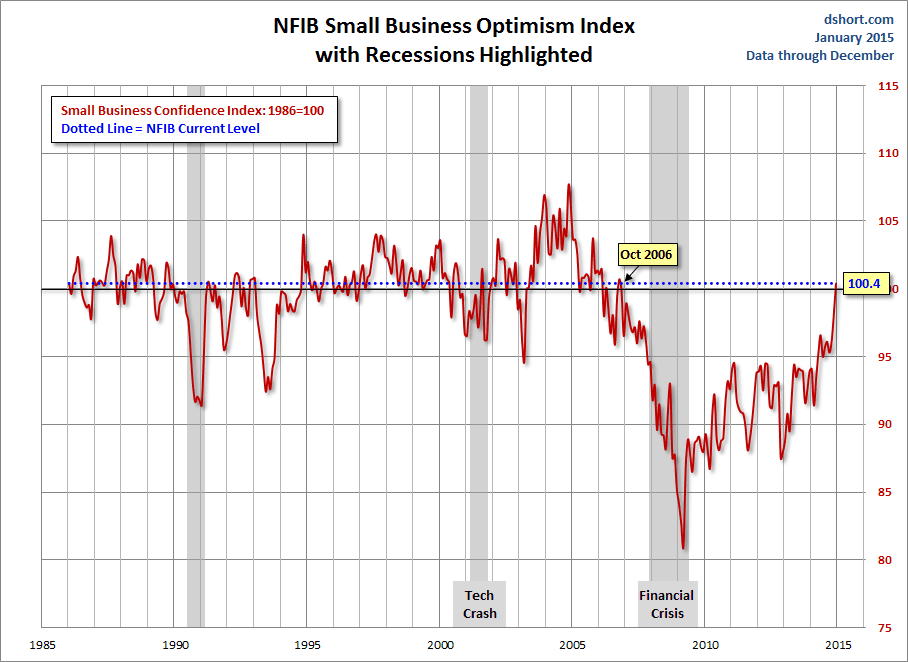 NFIB Small Business Optimism Index
with Recessions Highlighted
dshort.com
January 2015
Data through December
Small Business Confidence Index: 1986=100
Dotted Line = NFIB Current Level
115
110
105
100.4
00
95
90
85
80
75
Oct 2006
Tech
Crash
Financial
Crisis
1985
1990
1995
2000
2005
2010
2015